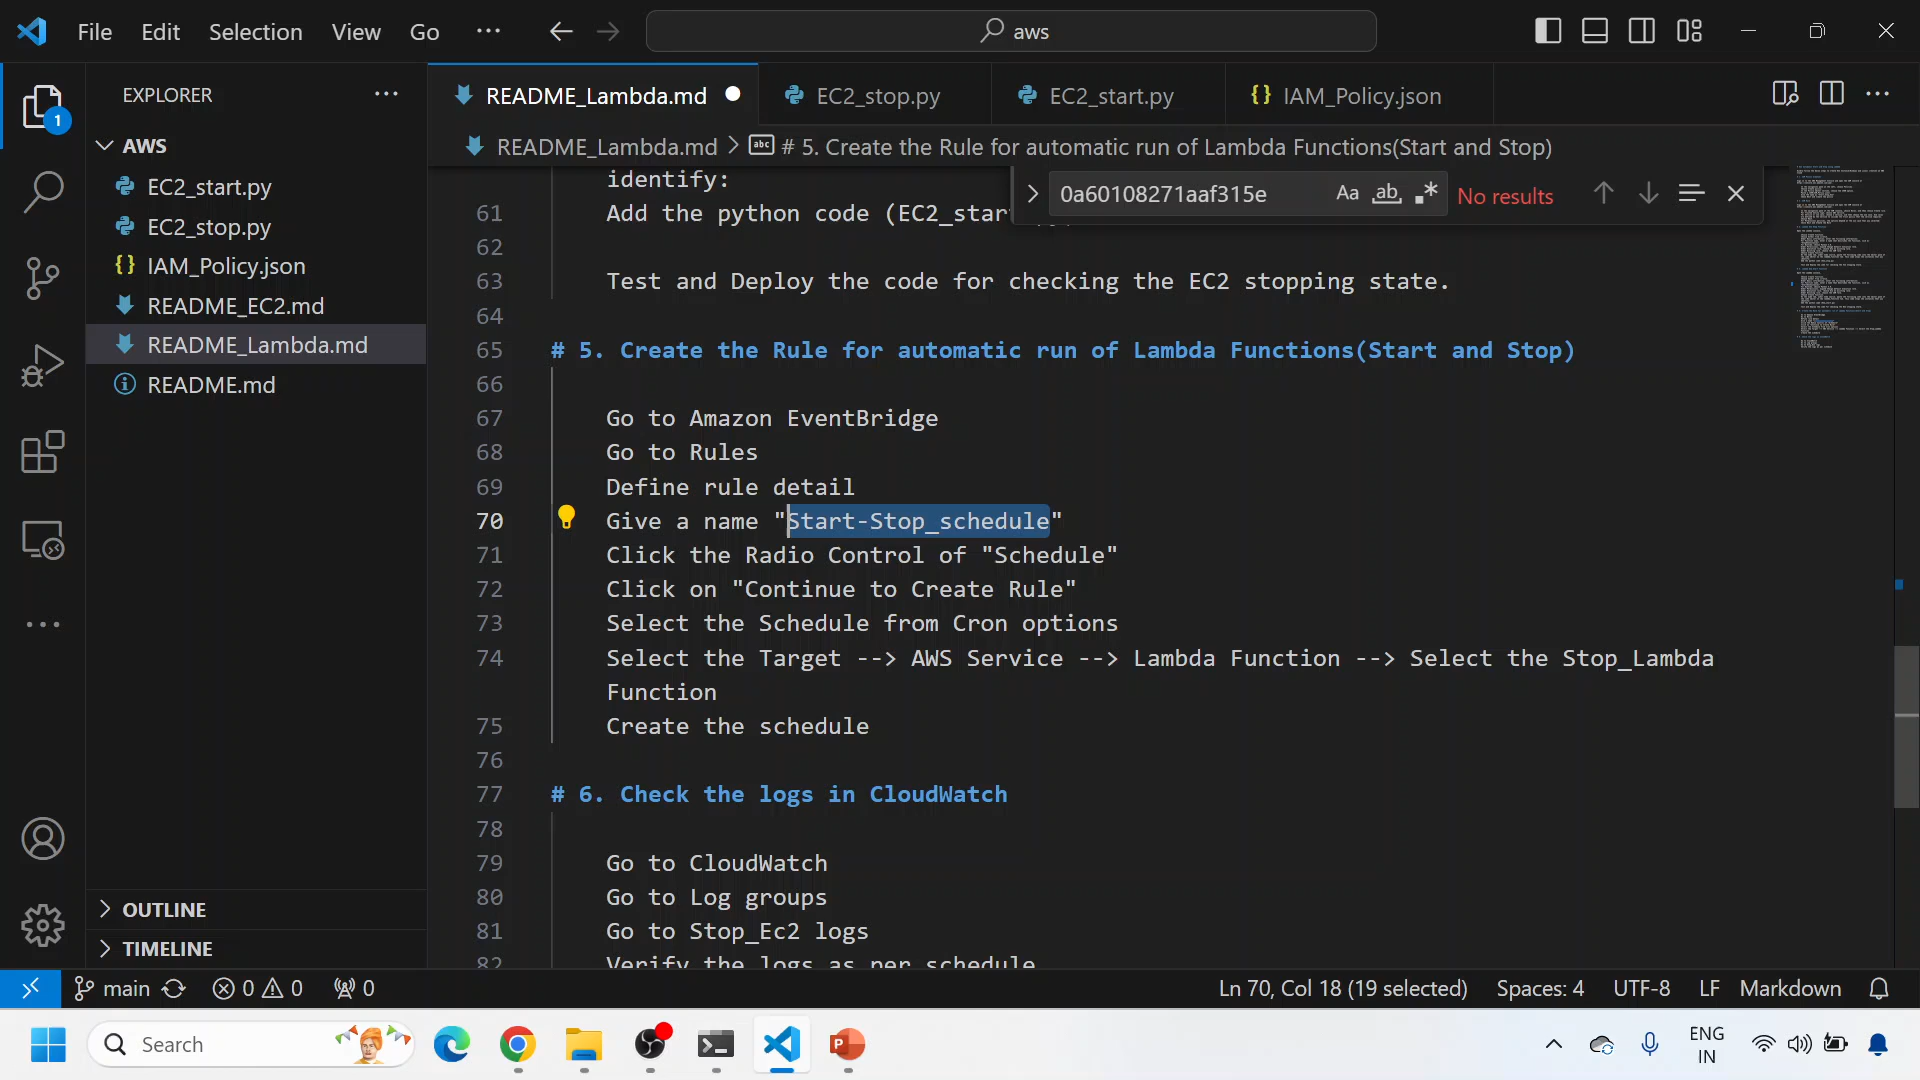 File Edit Selection View Go ··· aws
EXPLORER ···
1
README_Lambda.md EC2_stop.py EC2_start.py {} IAM_Policy.json ···
README_Lambda.md > # 5. Create the Rule for automatic run of Lambda Functions(Start and Stop)
AWS
EC2_start.py
EC2_stop.py
{} IAM_Policy.json
README_EC2.md
README_Lambda.md
README.md
OUTLINE
TIMELINE
0a60108271aaf315e Aa ab No results
identify:
61 Add the python code (EC2_star
62
63 Test and Deploy the code for checking the EC2 stopping state.
64
65 # 5. Create the Rule for automatic run of Lambda Functions(Start and Stop)
66
67 Go to Amazon EventBridge
68 Go to Rules
69 Define rule detail
70 Give a name "Start-Stop_schedule"
71 Click the Radio Control of "Schedule"
72 Click on "Continue to Create Rule"
73 Select the Schedule from Cron options
74 Select the Target --> AWS Service --> Lambda Function --> Select the Stop_Lambda
Function
75 Create the schedule
76
77 # 6. Check the logs in CloudWatch
78
79 Go to CloudWatch
80 Go to Log groups
81 Go to Stop_Ec2 logs
82 Verify the logs as per schedule
main 0 0 0 Ln 70, Col 18 (19 selected) Spaces: 4 UTF-8 LF Markdown
Search
ENG
IN